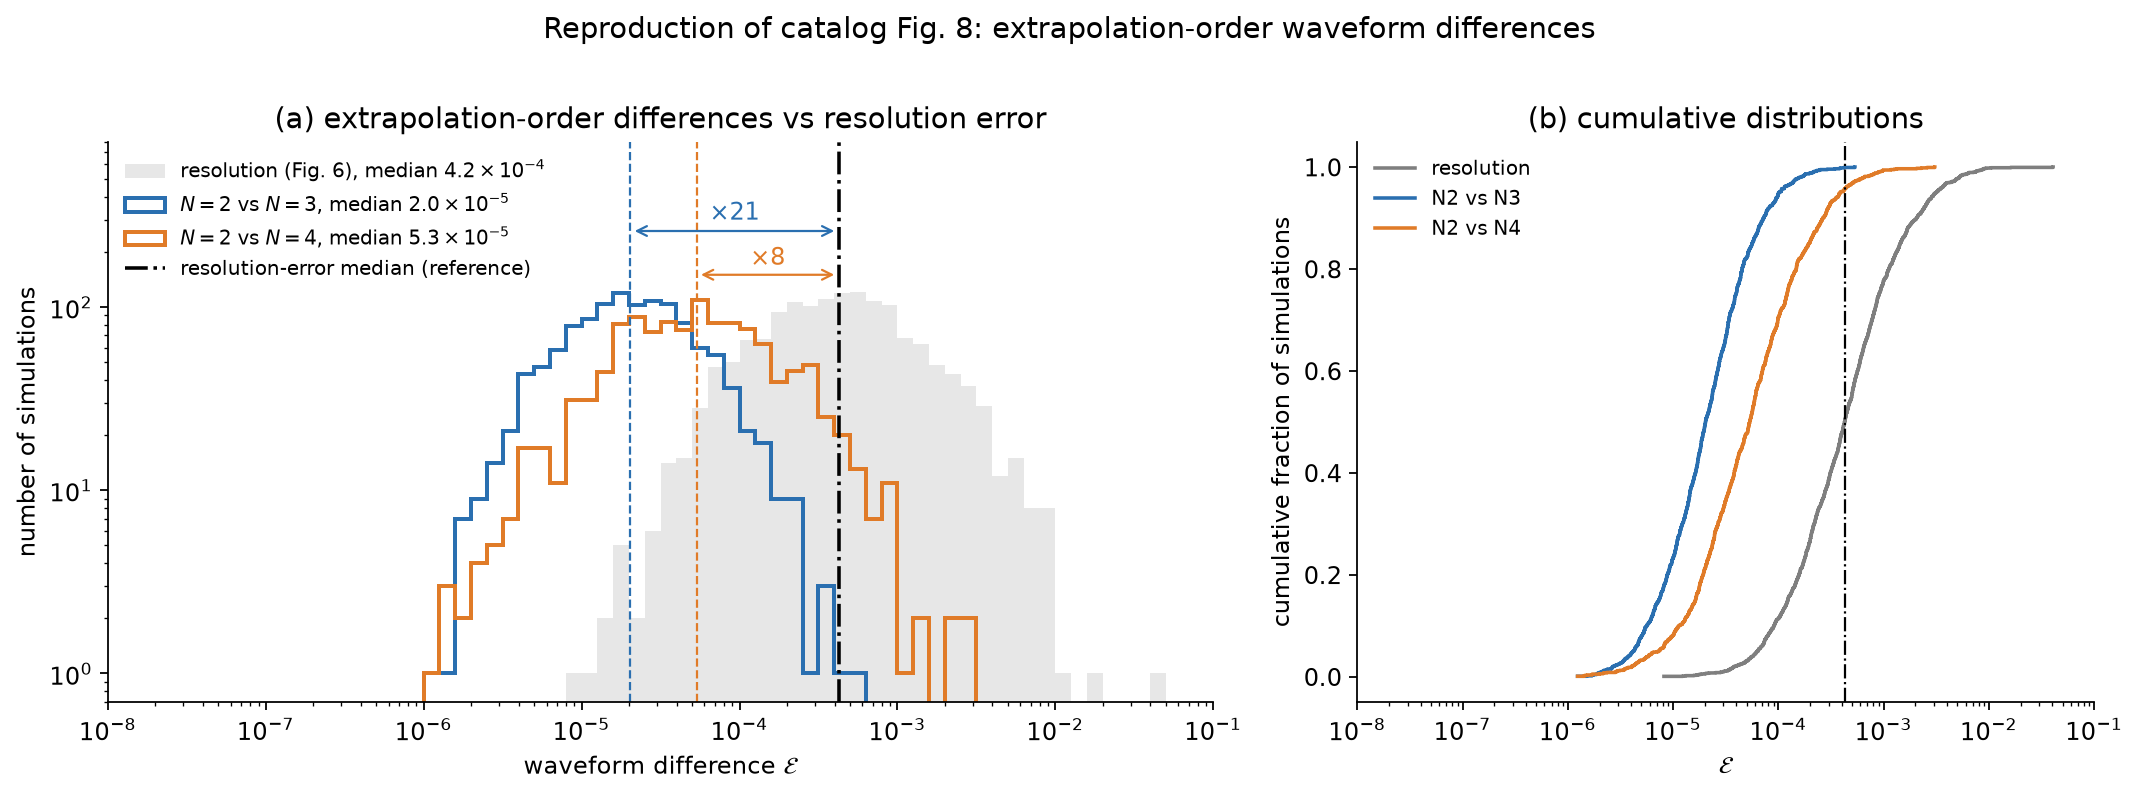 Reproduction of catalog Fig. 8: extrapolation-order waveform differences
(a) extrapolation-order differences vs resolution error
resolution (Fig. 6), median 4.2 × 10⁻⁴
N = 2 vs N = 3, median 2.0 × 10⁻⁵
N = 2 vs N = 4, median 5.3 × 10⁻⁵
resolution-error median (reference)
×21
×8
number of simulations
10²
10¹
10⁰
10⁻⁸ 10⁻⁷ 10⁻⁶ 10⁻⁵ 10⁻⁴ 10⁻³ 10⁻² 10⁻¹
waveform difference ℰ
(b) cumulative distributions
resolution
N2 vs N3
N2 vs N4
cumulative fraction of simulations
1.0
0.8
0.6
0.4
0.2
0.0
10⁻⁸ 10⁻⁷ 10⁻⁶ 10⁻⁵ 10⁻⁴ 10⁻³ 10⁻² 10⁻¹
ℰ